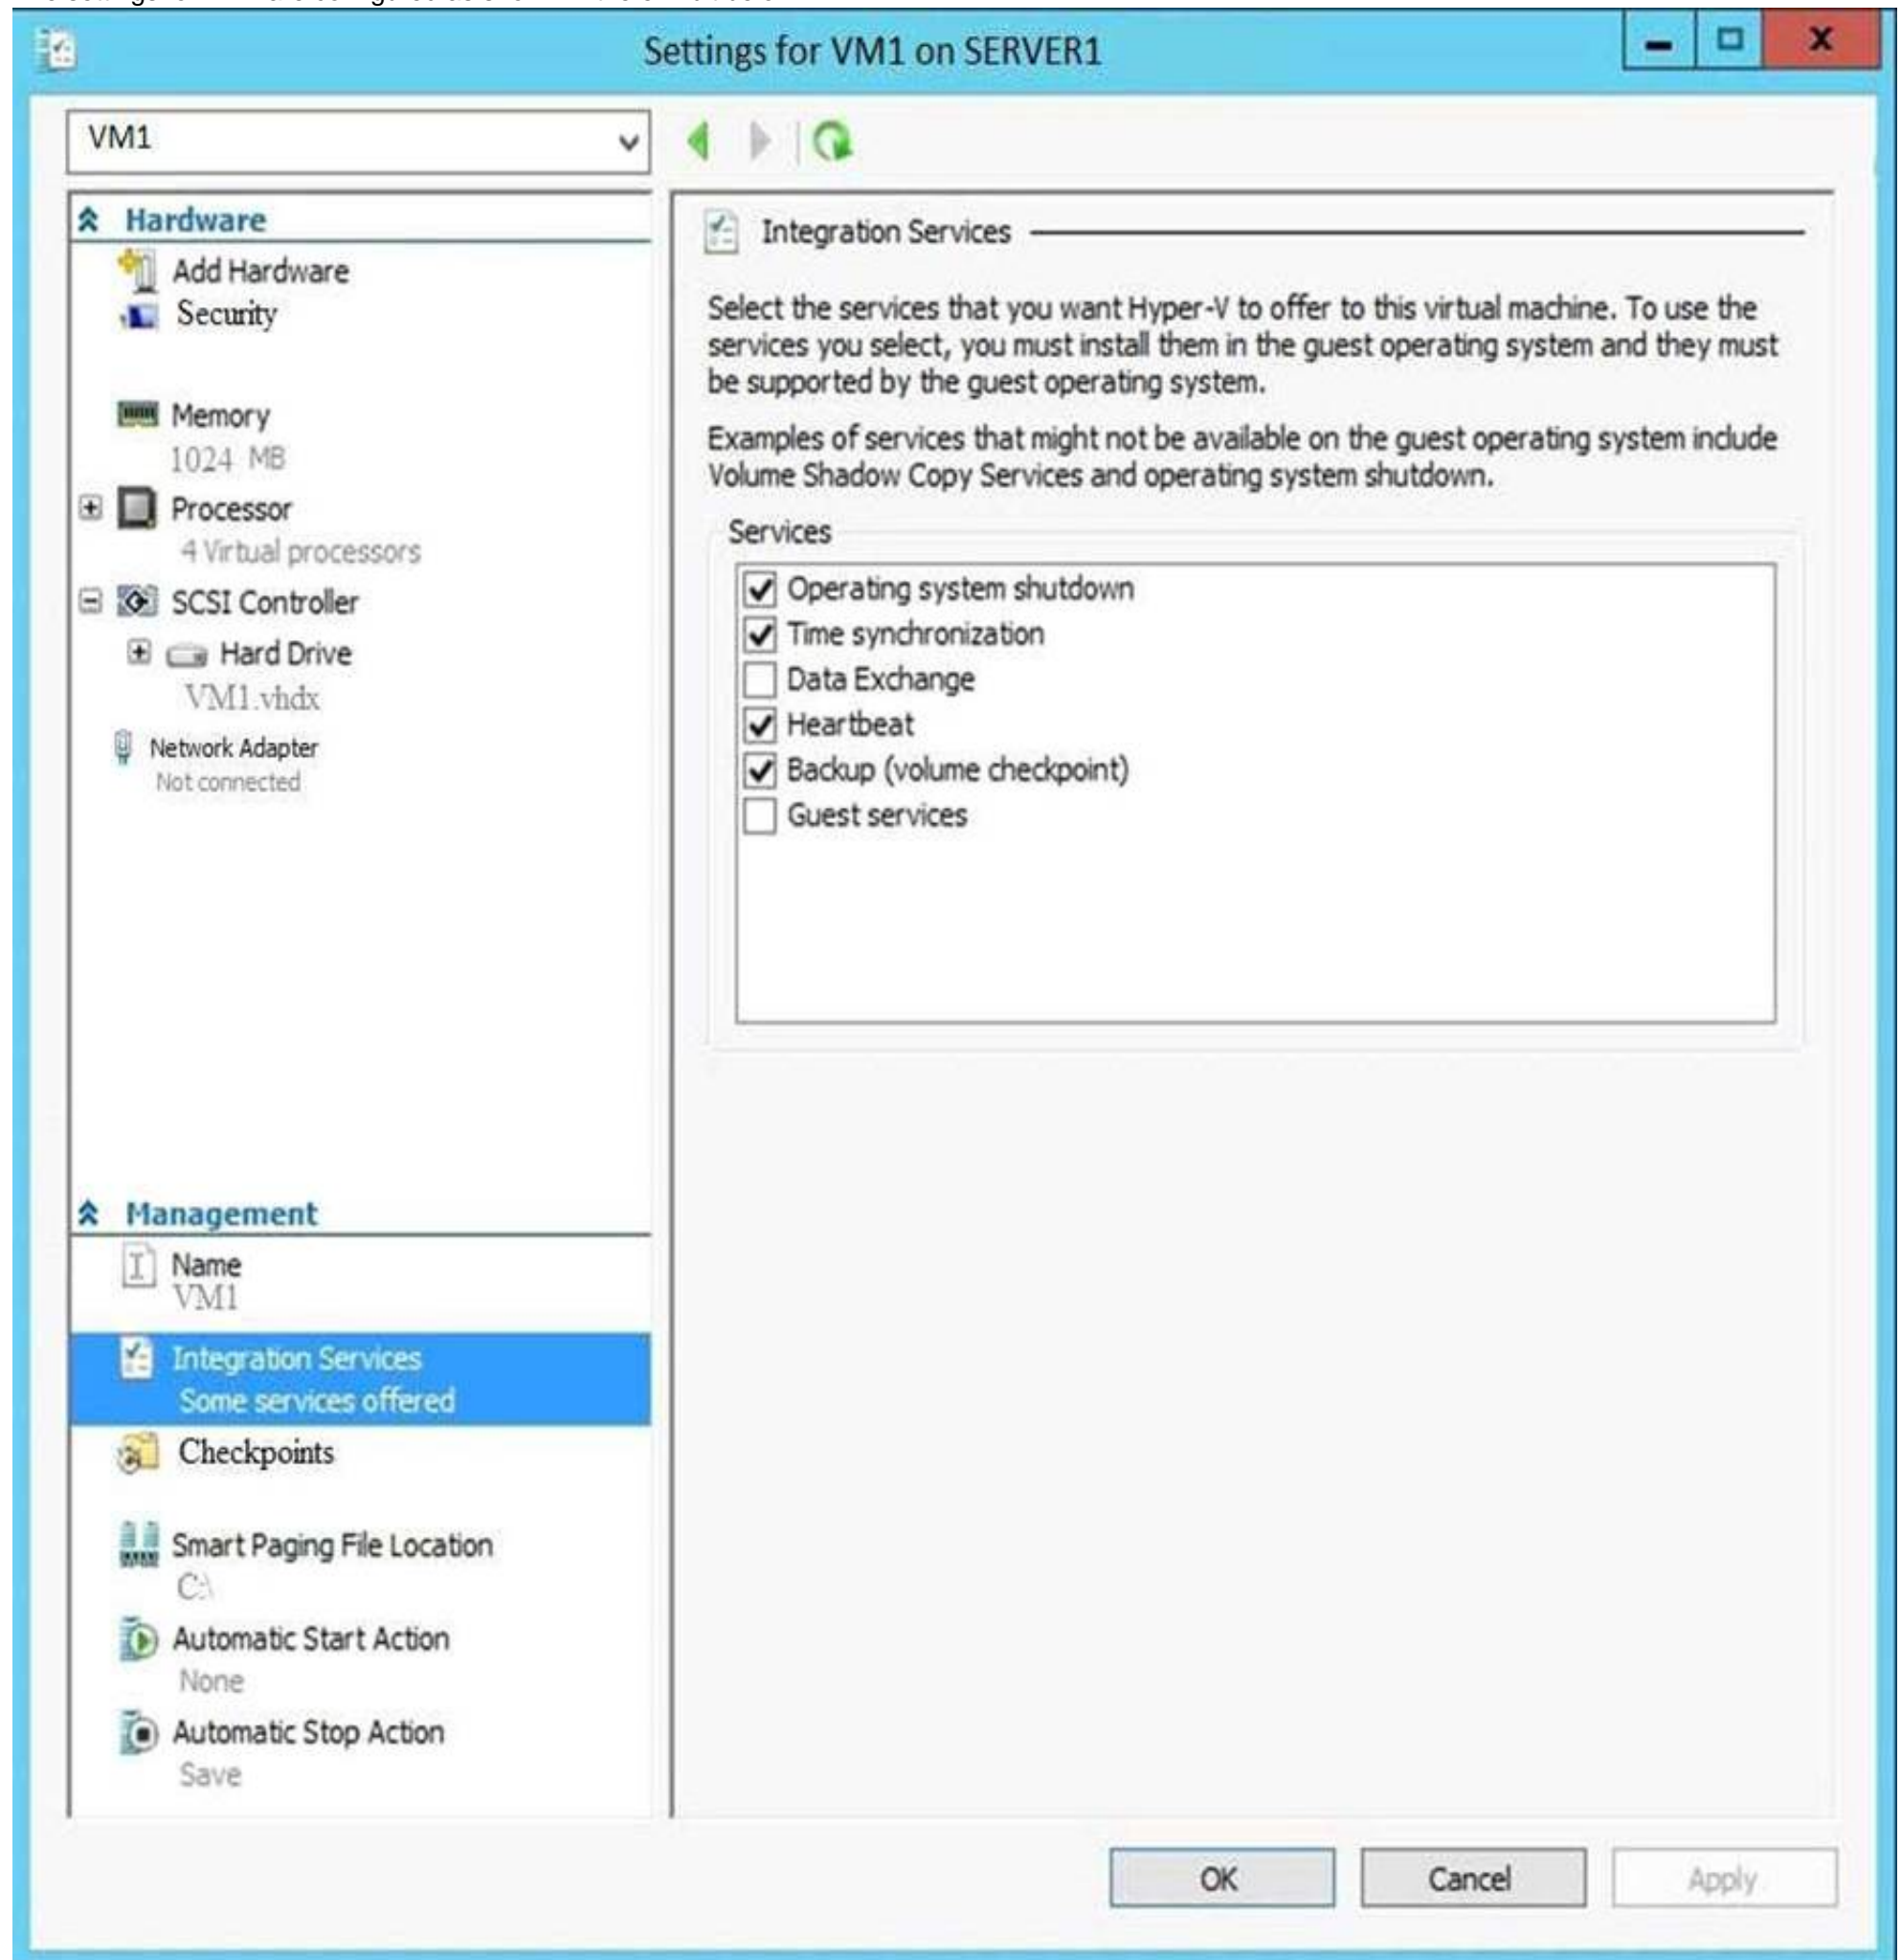 Settings for VM1 on SERVER1
VM1
Hardware
Add Hardware
Security
Memory
1024 MB
Processor
4 Virtual processors
SCSI Controller
Hard Drive
VM1.vhdx
Network Adapter
Not connected
Management
Name
VM1
Integration Services
Some services offered
Checkpoints
Smart Paging File Location
C:\
Automatic Start Action
None
Automatic Stop Action
Save
Integration Services
Select the services that you want Hyper-V to offer to this virtual machine. To use the
services you select, you must install them in the guest operating system and they must
be supported by the guest operating system.
Examples of services that might not be available on the guest operating system include
Volume Shadow Copy Services and operating system shutdown.
Services
Operating system shutdown
Time synchronization
Data Exchange
Heartbeat
Backup (volume checkpoint)
Guest services
OK
Cancel
Apply